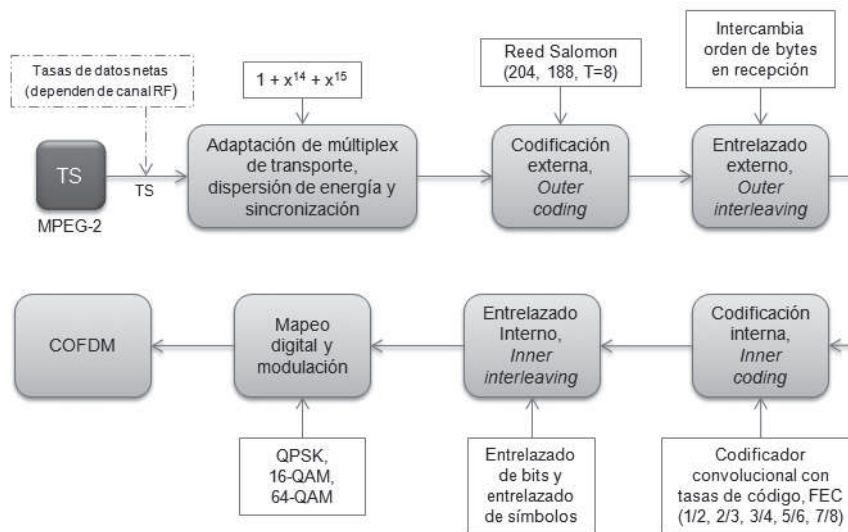 Tasas de datos netas
(dependen de canal RF)
1 + x¹⁴ + x¹⁵
Reed Salomon
(204, 188, T=8)
Intercambia
orden de bytes
en recepción
TS
MPEG-2
TS
Adaptación de múltiplex
de transporte,
dispersión de energía y
sincronización
Codificación
externa,
Outer
coding
Entrelazado
externo,
Outer
interleaving
COFDM
Mapeo
digital y
modulación
Entrelazado
Interno,
Inner
interleaving
Codificación
interna,
Inner
coding
QPSK,
16-QAM,
64-QAM
Entrelazado
de bits y
entrelazado
de símbolos
Codificador
convolucional con
tasas de código, FEC
(1/2, 2/3, 3/4, 5/6, 7/8)